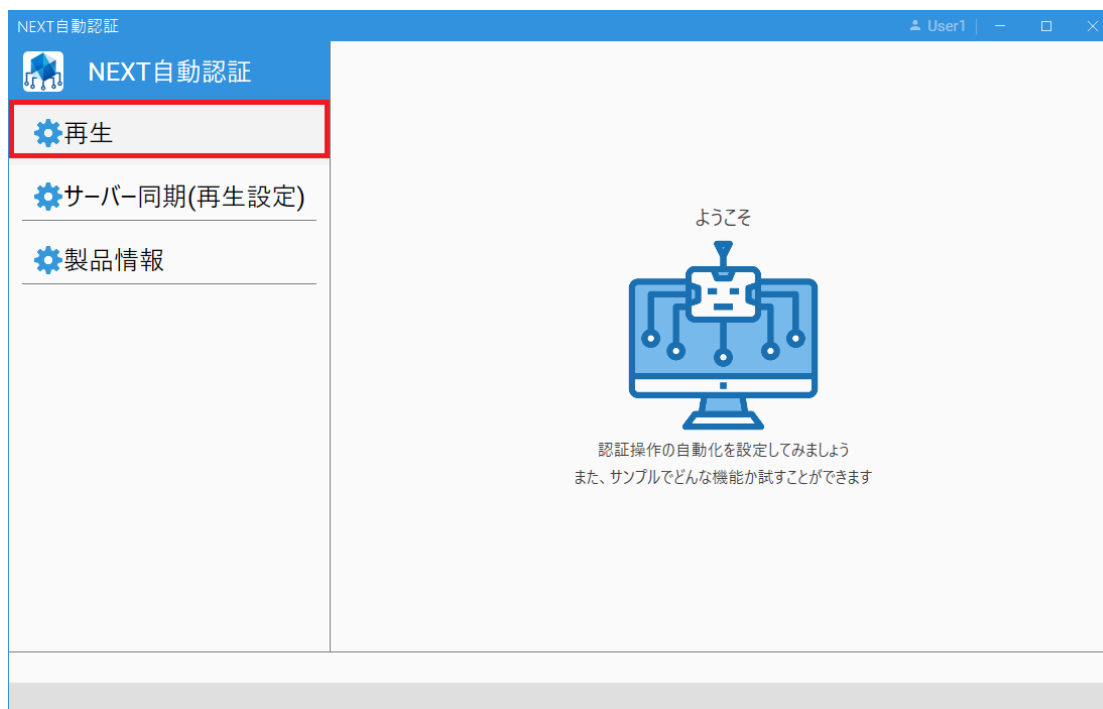 NEXT自動認証
User1
NEXT自動認証
再生
サーバー同期(再生設定)
製品情報
ようこそ
認証操作の自動化を設定してみましょう
また、サンプルでどんな機能か試すことができます